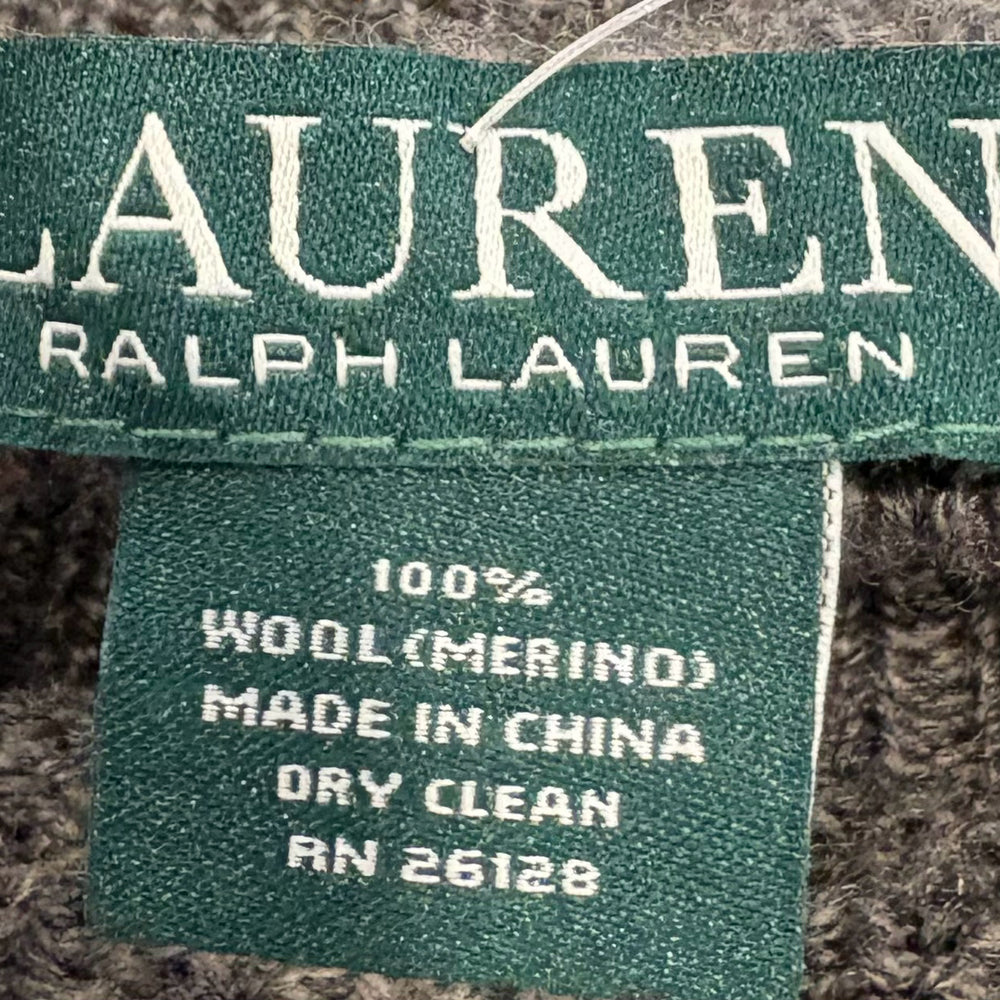 LAUREN
RALPH LAUREN
100%
WOOL (MERINO)
MADE IN CHINA
DRY CLEAN
RN 26128